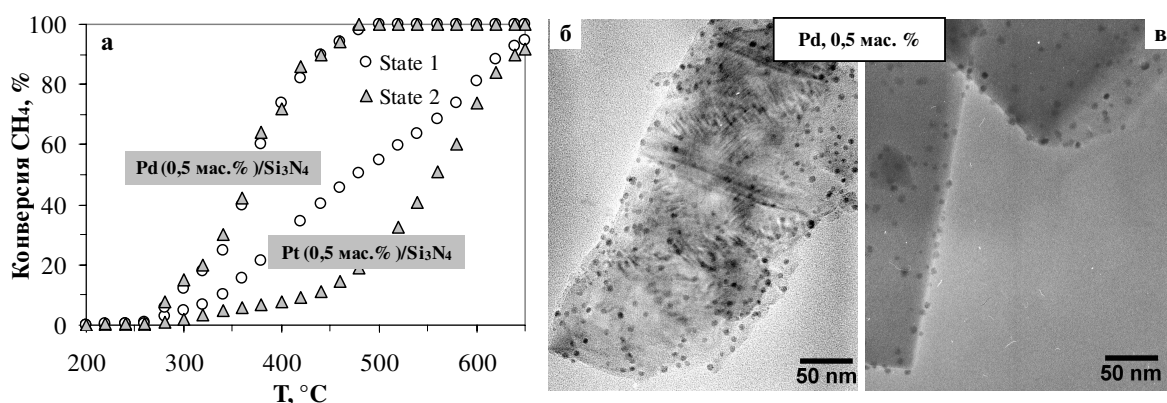 а
100
80
60
40
20
0
Конверсия CH₄, %
State 1
State 2
Pd (0,5 мас.% )/Si₃N₄
Pt (0,5 мас.% )/Si₃N₄
200 300 400 500 600
T, °C
б
Pd, 0,5 мас. %
в
50 nm
50 nm